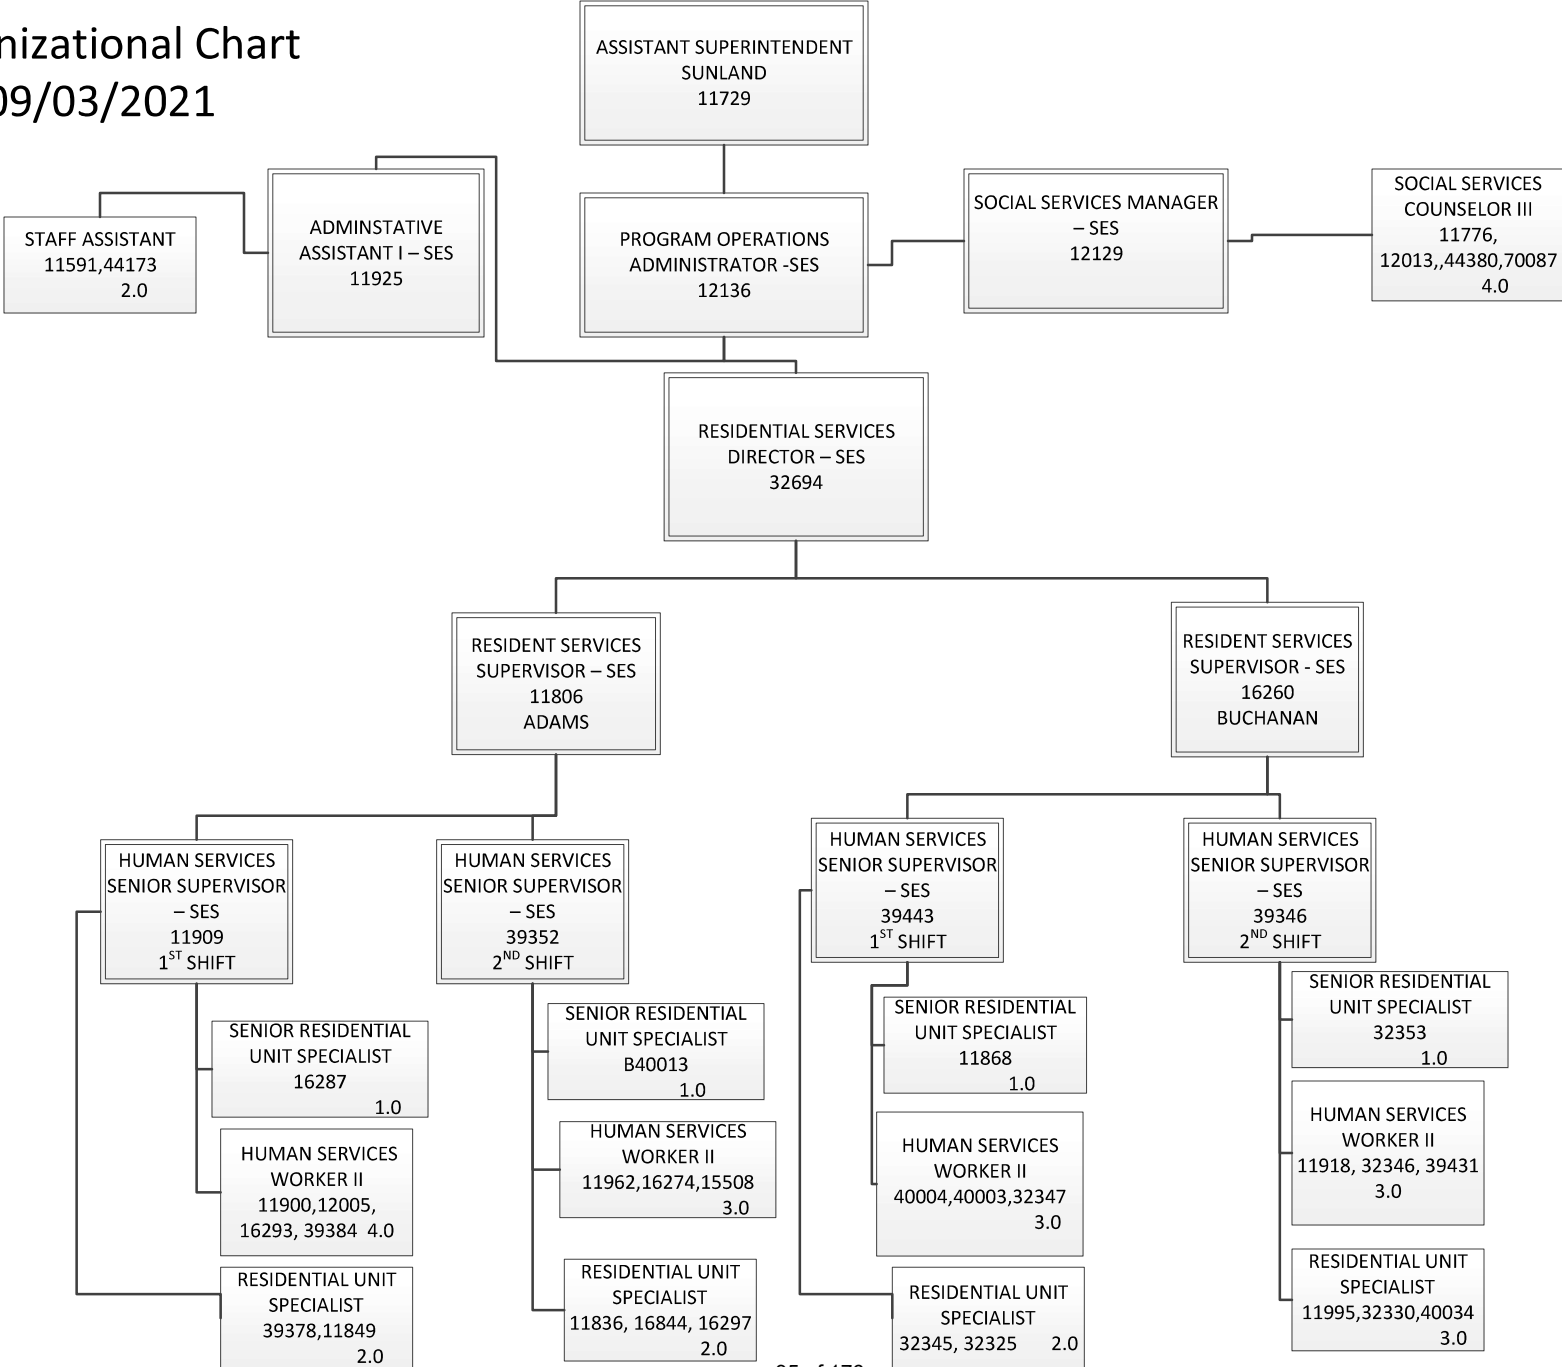 nizational Chart
09/03/2021
ASSISTANT SUPERINTENDENT
SUNLAND
11729
STAFF ASSISTANT
11591,44173
2.0
ADMINSTATIVE
ASSISTANT I – SES
11925
PROGRAM OPERATIONS
ADMINISTRATOR -SES
12136
SOCIAL SERVICES MANAGER
– SES
12129
SOCIAL SERVICES
COUNSELOR III
11776,
12013,,44380,70087
4.0
RESIDENTIAL SERVICES
DIRECTOR – SES
32694
RESIDENT SERVICES
SUPERVISOR – SES
11806
ADAMS
RESIDENT SERVICES
SUPERVISOR - SES
16260
BUCHANAN
HUMAN SERVICES
SENIOR SUPERVISOR
– SES
11909
1ST SHIFT
HUMAN SERVICES
SENIOR SUPERVISOR
– SES
39352
2ND SHIFT
HUMAN SERVICES
SENIOR SUPERVISOR
– SES
39443
1ST SHIFT
HUMAN SERVICES
SENIOR SUPERVISOR
– SES
39346
2ND SHIFT
SENIOR RESIDENTIAL
UNIT SPECIALIST
16287
1.0
HUMAN SERVICES
WORKER II
11900,12005,
16293, 39384 4.0
RESIDENTIAL UNIT
SPECIALIST
39378,11849
2.0
SENIOR RESIDENTIAL
UNIT SPECIALIST
B40013
1.0
HUMAN SERVICES
WORKER II
11962,16274,15508
3.0
RESIDENTIAL UNIT
SPECIALIST
11836, 16844, 16297
2.0
SENIOR RESIDENTIAL
UNIT SPECIALIST
11868
1.0
HUMAN SERVICES
WORKER II
40004,40003,32347
3.0
RESIDENTIAL UNIT
SPECIALIST
32345, 32325 2.0
SENIOR RESIDENTIAL
UNIT SPECIALIST
32353
1.0
HUMAN SERVICES
WORKER II
11918, 32346, 39431
3.0
RESIDENTIAL UNIT
SPECIALIST
11995,32330,40034
3.0